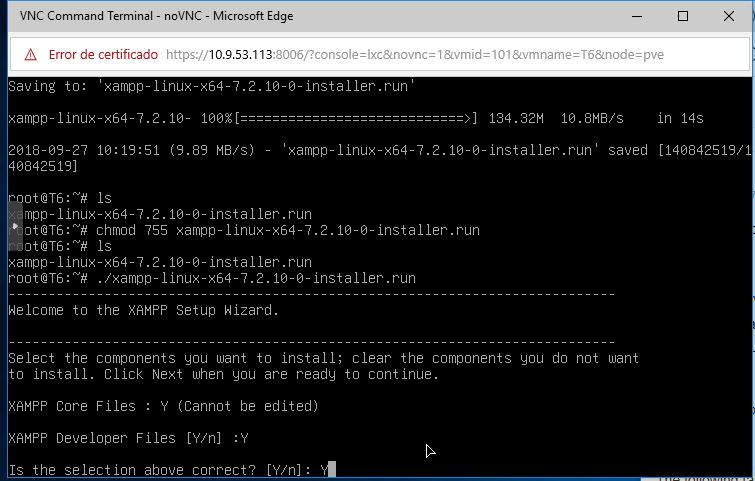 VNC Command Terminal - noVNC - Microsoft Edge
Error de certificado https://10.9.53.113:8006/?console=lxc&novnc=1&vmid=101&vmname=T6&node=pve
Saving to: 'xampp-linux-x64-7.2.10-0-installer.run'
xampp-linux-x64-7.2.10- 100%[============================>] 134.32M 10.8MB/s in 14s
2018-09-27 10:19:51 (9.89 MB/s) - 'xampp-linux-x64-7.2.10-0-installer.run' saved [140842519/1
40842519]
root@T6:~# ls
xampp-linux-x64-7.2.10-0-installer.run
root@T6:~# chmod 755 xampp-linux-x64-7.2.10-0-installer.run
root@T6:~# ls
xampp-linux-x64-7.2.10-0-installer.run
root@T6:~# ./xampp-linux-x64-7.2.10-0-installer.run
----------------------------------------------------------------------------
Welcome to the XAMPP Setup Wizard.
----------------------------------------------------------------------------
Select the components you want to install; clear the components you do not want
to install. Click Next when you are ready to continue.
XAMPP Core Files : Y (Cannot be edited)
XAMPP Developer Files [Y/n] :Y
Is the selection above correct? [Y/n]: Y
The following